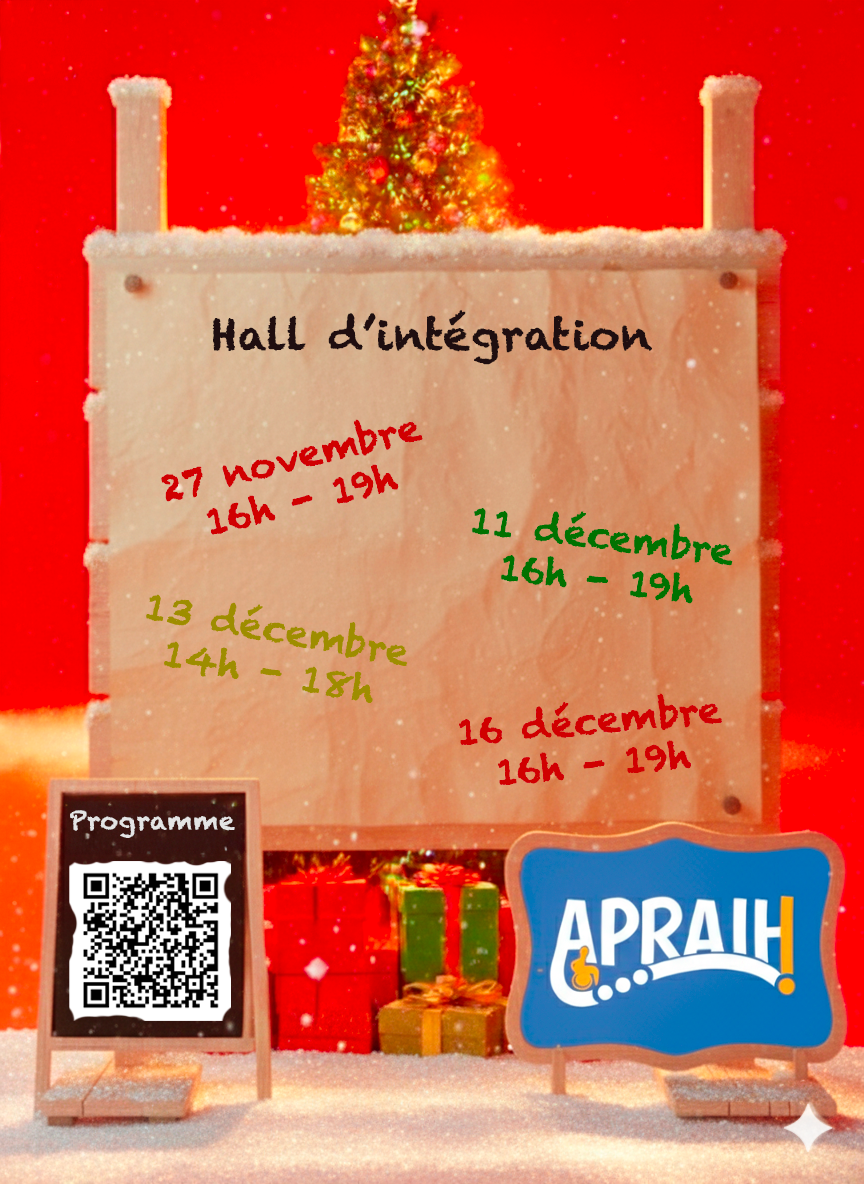 Hall d'intégration
27 novembre
16h - 19h
11 décembre
16h - 19h
13 décembre
14h - 18h
16 décembre
16h - 19h
Programme
APRAIH!